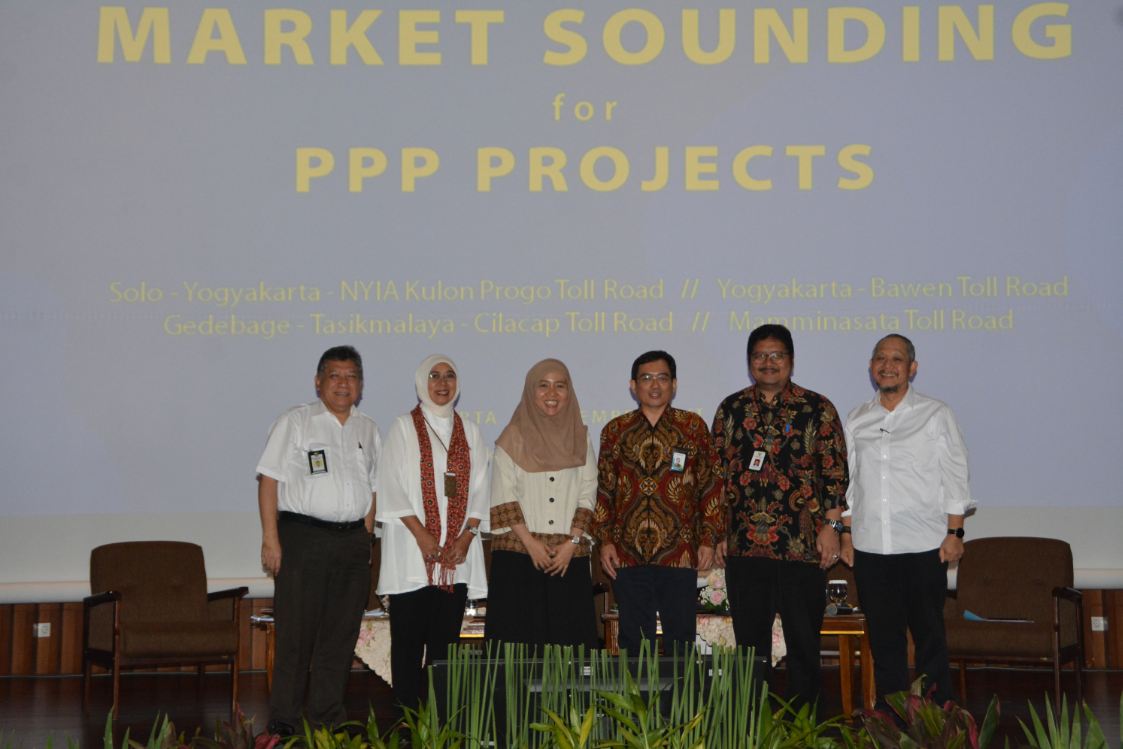 MARKET SOUNDING
for
PPP PROJECTS
Solo - Yogyakarta - NYIA Kulon Progo Toll Road // Yogyakarta - Bawen Toll Road
Gedebage - Tasikmalaya - Cilacap Toll Road // Mamminasata Toll Road